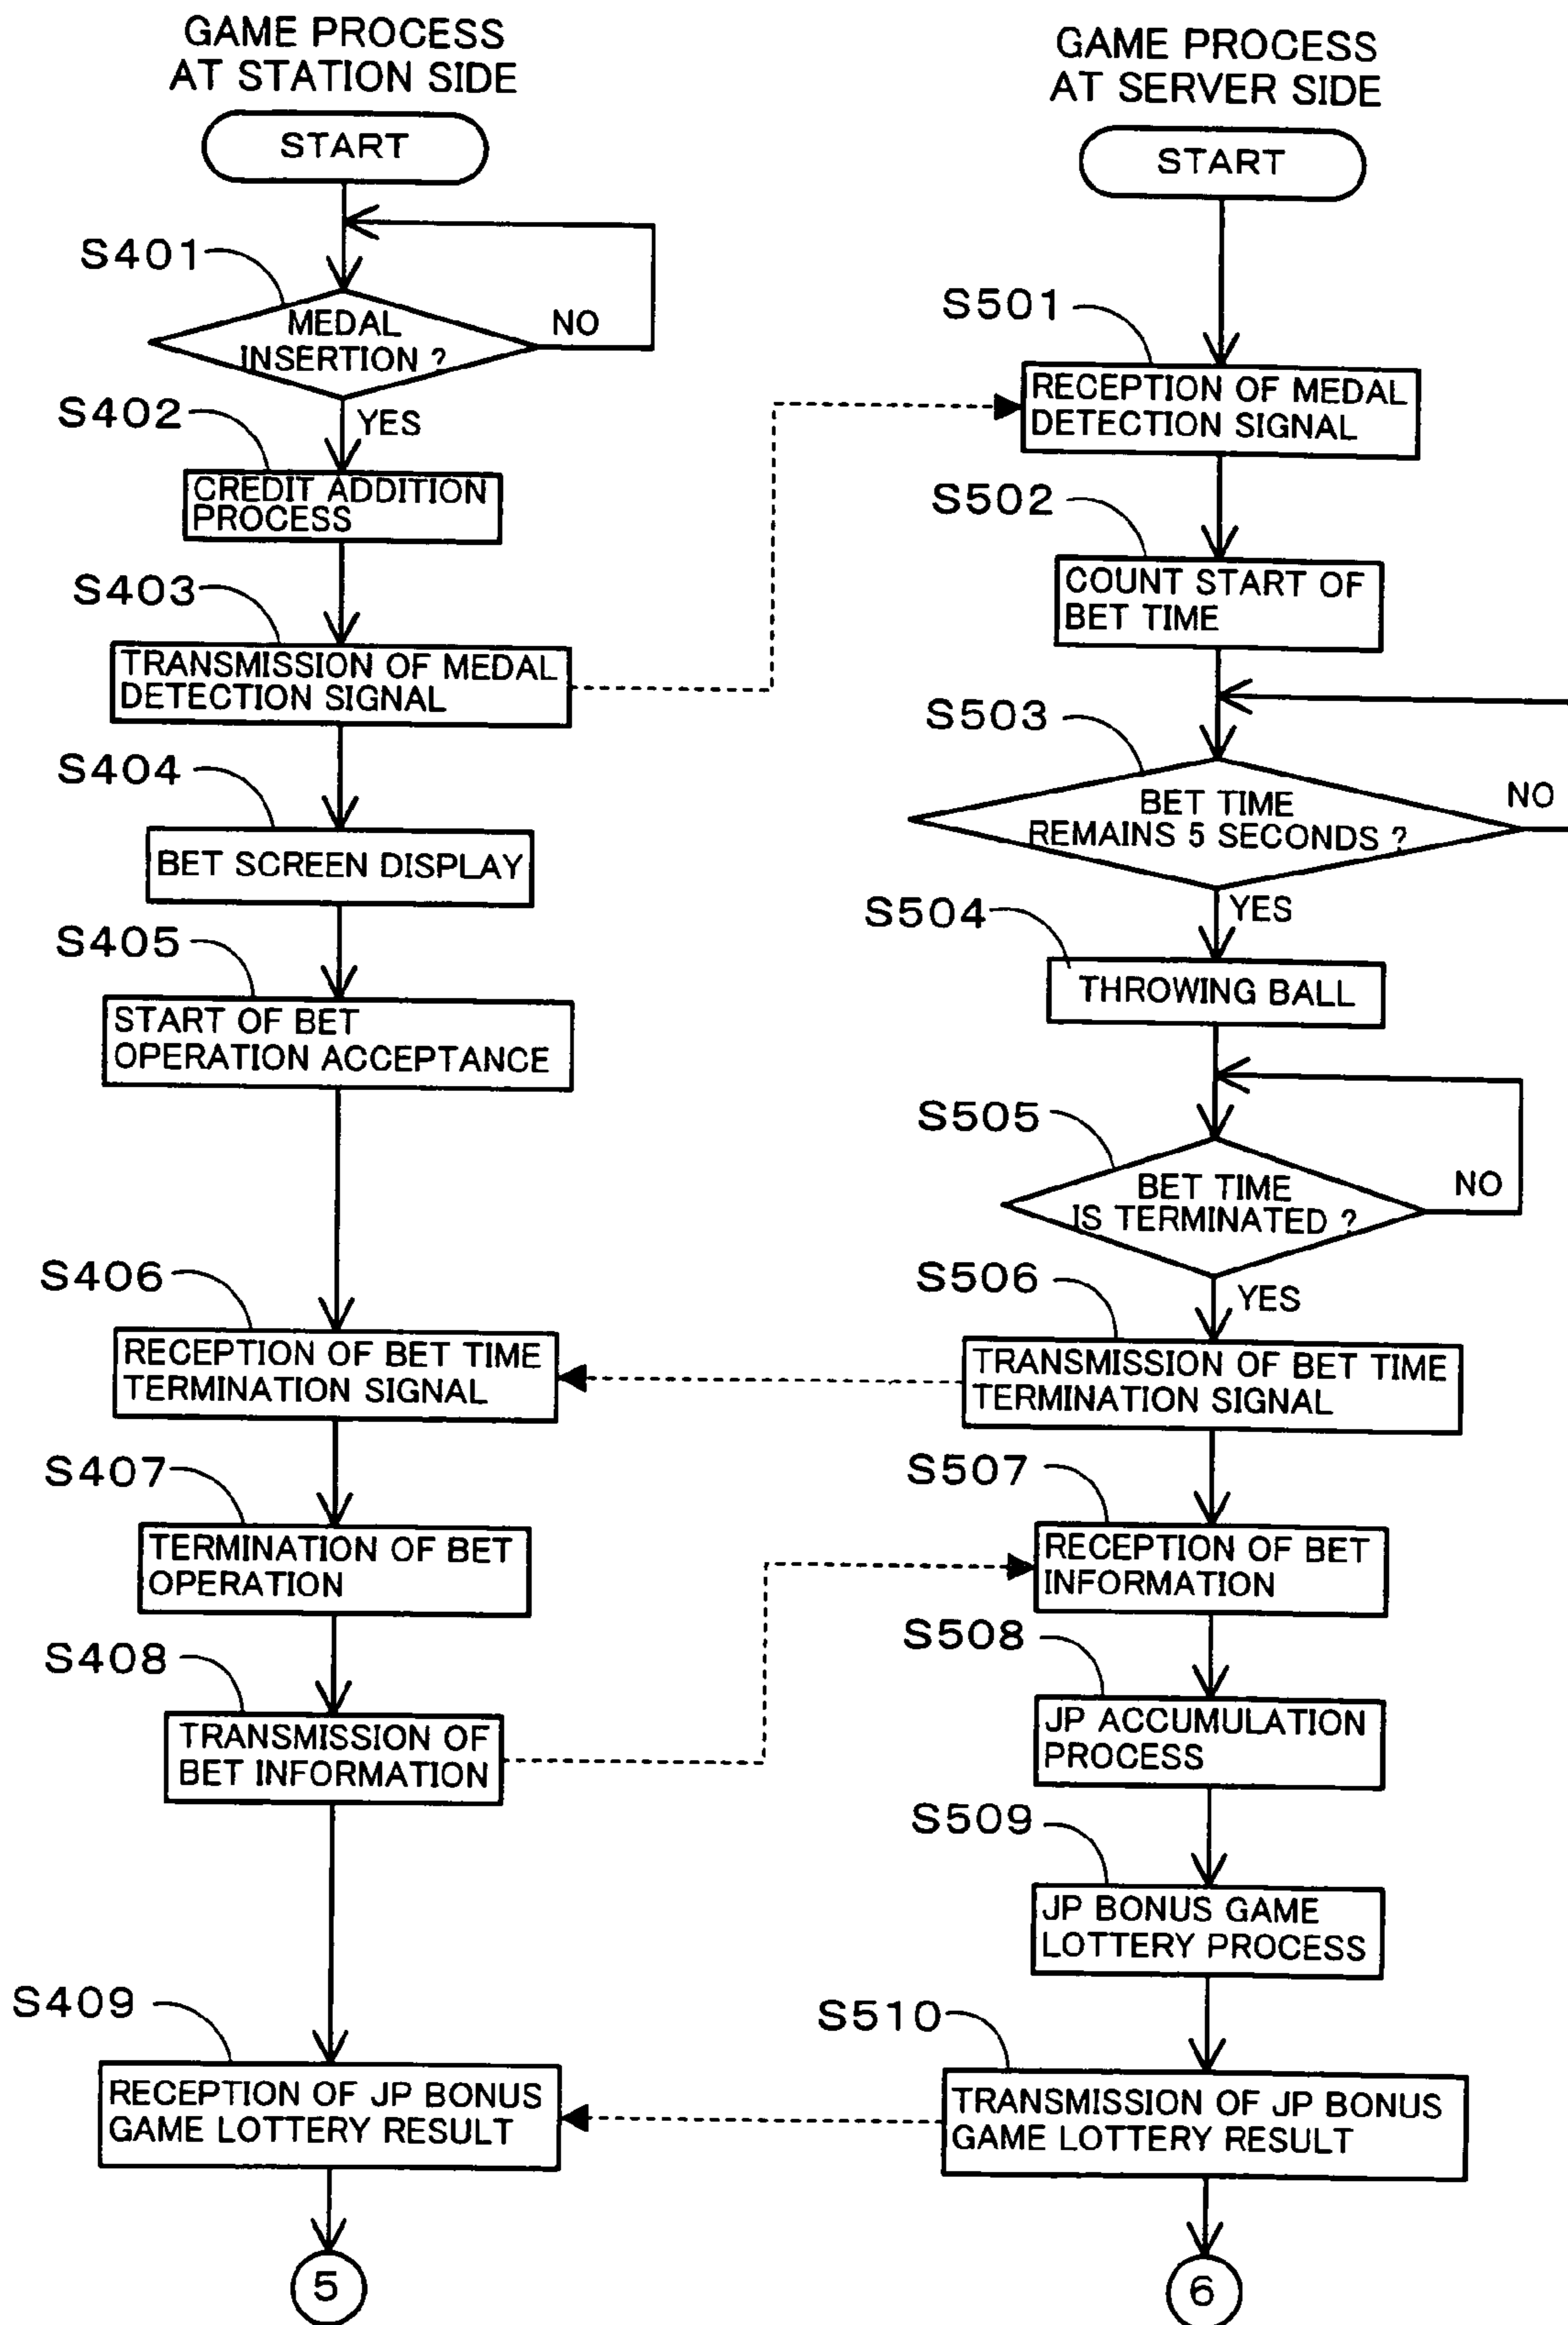 GAME PROCESS
AT STATION SIDE
START
S401
MEDAL
INSERTION ?
NO
YES
S402
CREDIT ADDITION
PROCESS
S403
TRANSMISSION OF MEDAL
DETECTION SIGNAL
S404
BET SCREEN DISPLAY
S405
START OF BET
OPERATION ACCEPTANCE
S406
RECEPTION OF BET TIME
TERMINATION SIGNAL
S407
TERMINATION OF BET
OPERATION
S408
TRANSMISSION OF
BET INFORMATION
S409
RECEPTION OF JP BONUS
GAME LOTTERY RESULT
5
GAME PROCESS
AT SERVER SIDE
START
S501
RECEPTION OF MEDAL
DETECTION SIGNAL
S502
COUNT START OF
BET TIME
S503
BET TIME
REMAINS 5 SECONDS ?
NO
YES
S504
THROWING BALL
S505
BET TIME
IS TERMINATED ?
NO
YES
S506
TRANSMISSION OF BET TIME
TERMINATION SIGNAL
S507
RECEPTION OF BET
INFORMATION
S508
JP ACCUMULATION
PROCESS
S509
JP BONUS GAME
LOTTERY PROCESS
S510
TRANSMISSION OF JP BONUS
GAME LOTTERY RESULT
6